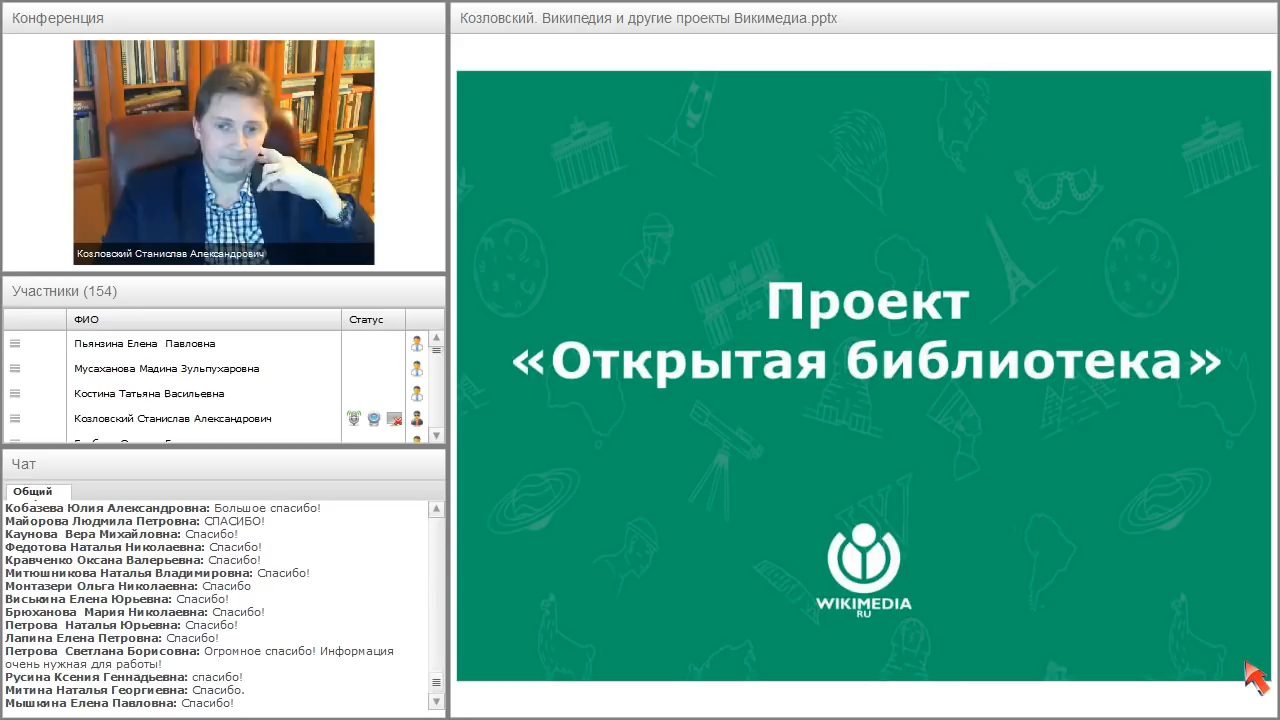 Конференция
Козловский Станислав Александрович
Участники (154)
ФИО
Статус
Пьянзина Елена Павловна
Мусаханова Мадина Зульпухаровна
Костина Татьяна Васильевна
Козловский Станислав Александрович
Чат
Общий
Кобазева Юлия Александровна: Большое спасибо!
Майорова Людмила Петровна: СПАСИБО!
Каунова Вера Михайловна: Спасибо!
Федотова Наталья Николаевна: Спасибо!
Кравченко Оксана Валерьевна: Спасибо!
Митюшникова Наталья Владимировна: Спасибо!
Монтазери Ольга Николаевна: Спасибо
Виськина Елена Юрьевна: Спасибо!
Брюханова Мария Николаевна: Спасибо!
Петрова Наталья Юрьевна: Спасибо!
Лапина Елена Петровна: Спасибо!
Петрова Светлана Борисовна: Огромное спасибо! Информация
очень нужная для работы!
Русина Ксения Геннадьевна: спасибо!
Митина Наталья Георгиевна: Спасибо.
Мышкина Елена Павловна: Спасибо!
Козловский. Википедия и другие проекты Викимедиа.pptx
Проект
«Открытая библиотека»
WIKIMEDIA
RU